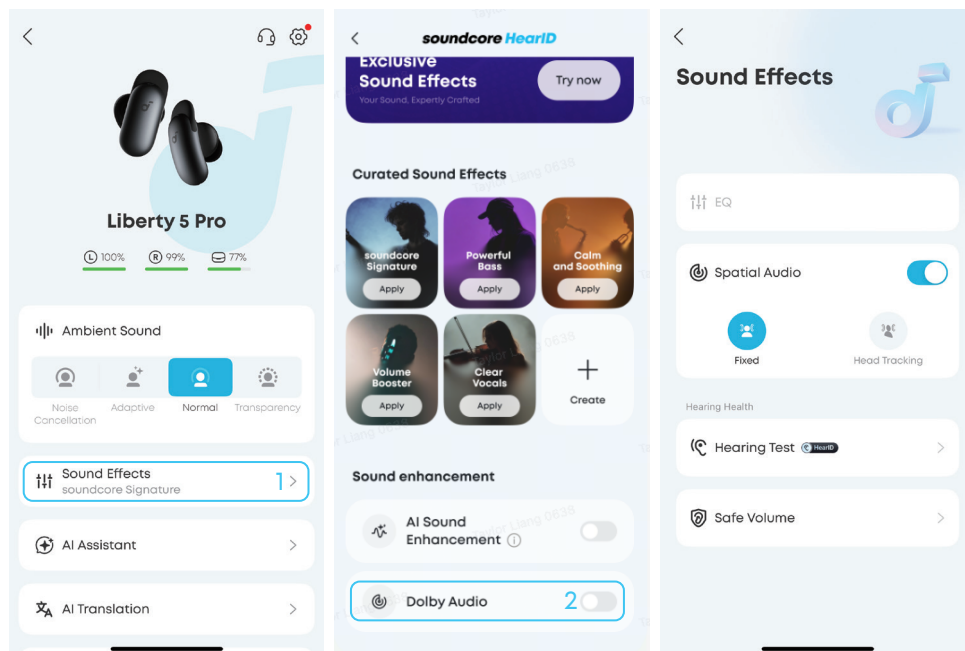 Liberty 5 Pro
L 100% R 99% 77%
Ambient Sound
Noise Cancellation
Adaptive
Normal
Transparency
Sound Effects
soundcore Signature
1
AI Assistant
AI Translation
soundcore HearID
Exclusive
Sound Effects
Your Sound, Expertly Crafted
Try now
Curated Sound Effects
Taylor Liang 0638
soundcore
Signature
Apply
Powerful
Bass
Apply
Calm
and Soothing
Apply
Volume
Booster
Apply
Clear
Vocals
Apply
Create
Sound enhancement
AI Sound
Enhancement
Dolby Audio
2
Sound Effects
EQ
Spatial Audio
Fixed
Head Tracking
Hearing Health
Hearing Test HearID
Safe Volume